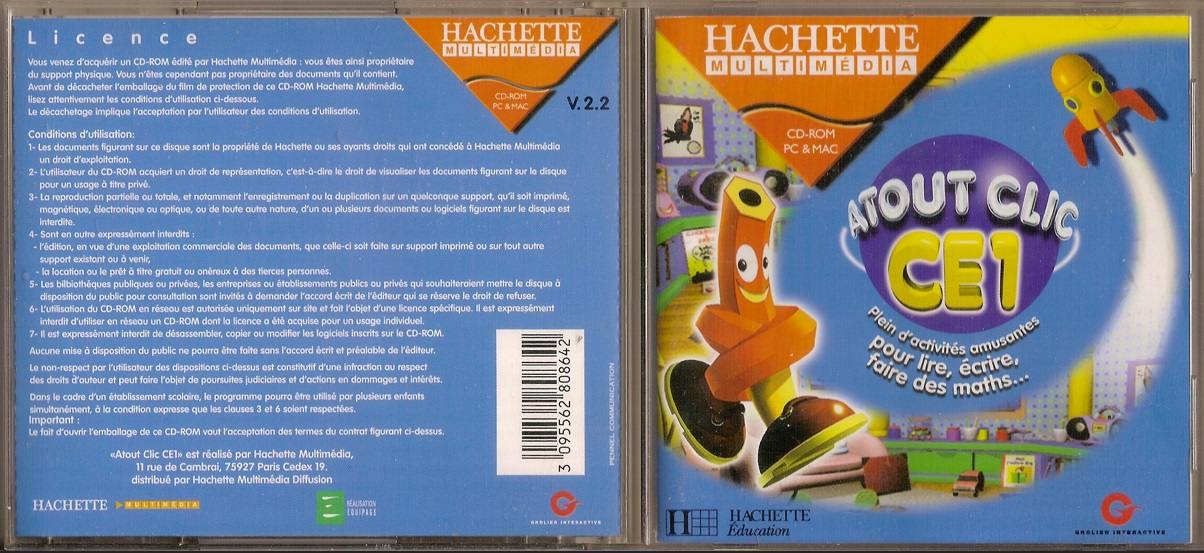 Licence
Vous venez d'acquérir un CD-ROM édité par Hachette Multimédia : vous êtes ainsi propriétaire
du support physique. Vous n'êtes cependant pas propriétaire des documents qu'il contient.
Avant de décacheter l'emballage du film de protection de ce CD-ROM Hachette Multimédia,
lisez attentivement les conditions d'utilisation ci-dessous.
Le décachetage implique l'acceptation par l'utilisateur des conditions d'utilisation.
Conditions d'utilisation:
1- Les documents figurant sur ce disque sont la propriété de Hachette ou ses ayants droits qui ont concédé à Hachette Multimédia
un droit d'exploitation.
2- L'utilisateur du CD-ROM acquiert un droit de représentation, c'est-à-dire le droit de visualiser les documents figurant sur le disque
pour un usage à titre privé.
3- La reproduction partielle ou totale, et notamment l'enregistrement ou la duplication sur un quelconque support, qu'il soit imprimé,
magnétique, électronique ou optique, ou de toute autre nature, d'un ou plusieurs documents ou logiciels figurant sur le disque est
interdite.
4- Sont en outre expressément interdits :
- l'édition, en vue d'une exploitation commerciale des documents, que celle-ci soit faite sur support imprimé ou sur tout autre
support existant ou à venir,
- la location ou le prêt à titre gratuit ou onéreux à des tierces personnes.
5- Les bilbiothèques publiques ou privées, les entreprises ou établissements publics ou privés qui souhaiteraient mettre le disque à
disposition du public pour consultation sont invités à demander l'accord écrit de l'éditeur qui se réserve le droit de refuser.
6- L'utilisation du CD-ROM en réseau est autorisée uniquement sur site et fait l'objet d'une licence spécifique. Il est expressément
interdit d'utiliser en réseau un CD-ROM dont la licence a été acquise pour un usage individuel.
7- Il est expressément interdit de désassembler, copier ou modifier les logiciels inscrits sur le CD-ROM.
Aucune mise à disposition du public ne pourra être faite sans l'accord écrit et préalable de l'éditeur.
Le non-respect par l'utilisateur des dispositions ci-dessus est constitutif d'une infraction au respect
des droits d'auteur et peut faire l'objet de poursuites judiciaires et d'actions en dommages et intérêts.
Dans le cadre d'un établissement scolaire, le programme pourra être utilisé par plusieurs enfants
simultanément, à la condition expresse que les clauses 3 et 6 soient respectées.
Important :
Le fait d'ouvrir l'emballage de ce CD-ROM vaut l'acceptation des termes du contrat figurant ci-dessus.
«Atout Clic CE1» est réalisé par Hachette Multimédia,
11 rue de Cambrai, 75927 Paris Cedex 19.
distribué par Hachette Multimédia Diffusion
HACHETTE MULTIMÉDIA
RÉALISATION
EQUIPAGE
GROLIER INTERACTIVE
HACHETTE
MULTIMÉDIA
CD-ROM
PC & MAC
V.2.2
3 095562 808642
PENNEL COMMUNICATION
HACHETTE
MULTIMÉDIA
CD-ROM
PC & MAC
ATOUT CLIC
CE1
Plein d'activités amusantes
pour lire, écrire,
faire des maths...
H HACHETTE
Éducation
GROLIER INTERACTIVE